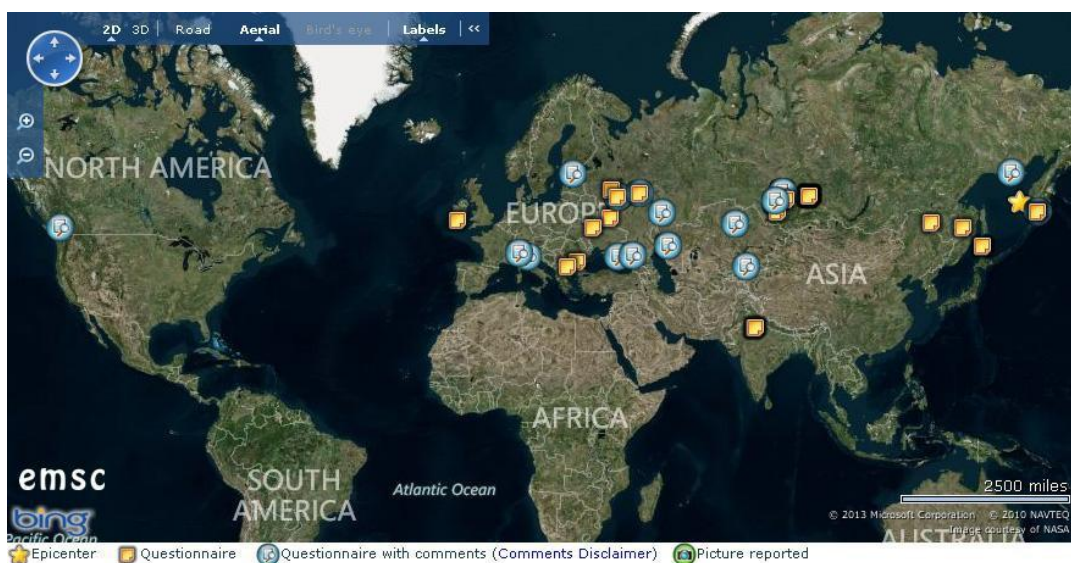 2D 3D | Road Aerial Bird's eye | Labels | <<
NORTH AMERICA
EUROPE
ASIA
AFRICA
SOUTH
AMERICA
Atlantic Ocean
emsc
2500 miles
bing
© 2013 Microsoft Corporation © 2010 NAVTEQ
Image courtesy of NASA
Pacific Ocean
AUSTRALIA
Epicenter Questionnaire Questionnaire with comments (Comments Disclaimer) Picture reported